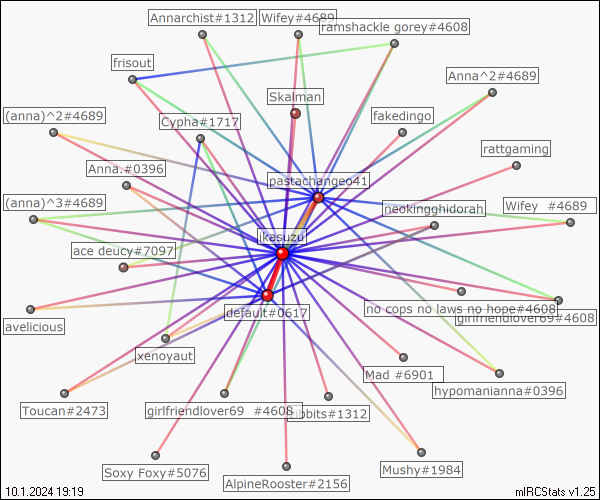 Annarchist#1312
Wifey#4689
ramshackle gorey#4608
frisout
Anna^2#4689
Skalman
(anna)^2#4689
Cypha#1717
fakedingo
rattgaming
Anna.#0396
pastachangeo41
(anna)^3#4689
neokingghidorah
Wifey #4689
ikasuzu
ace deucy#7097
no cops no laws no hope#4608
girlfriendlover69#4608
default#0617
avelicious
xenoyaut
Mad #6901
hypomanianna#0396
Toucan#2473
girlfriendlover69 #4608
Mushy#1984
Soxy Foxy#5076
AlpineRooster#2156
10.1.2024 19:19
mIRCStats v1.25